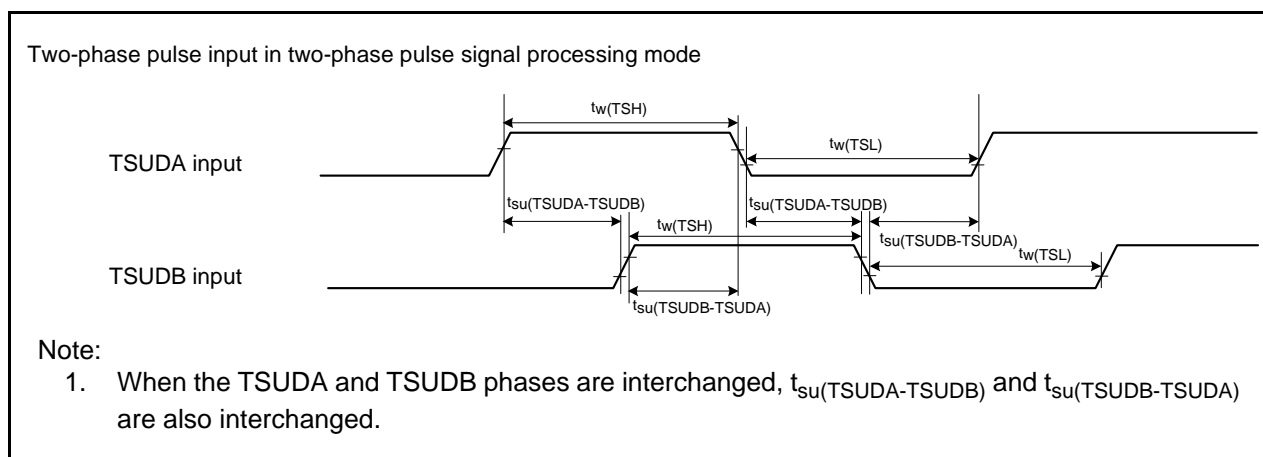 Two-phase pulse input in two-phase pulse signal processing mode
tw(TSH)
TSUDA input
tw(TSL)
tsu(TSUDA-TSUDB)
tsu(TSUDA-TSUDB)
tw(TSH)
tsu(TSUDB-TSUDA)
tw(TSL)
TSUDB input
tsu(TSUDB-TSUDA)
Note:
1. When the TSUDA and TSUDB phases are interchanged, tsu(TSUDA-TSUDB) and tsu(TSUDB-TSUDA)
are also interchanged.